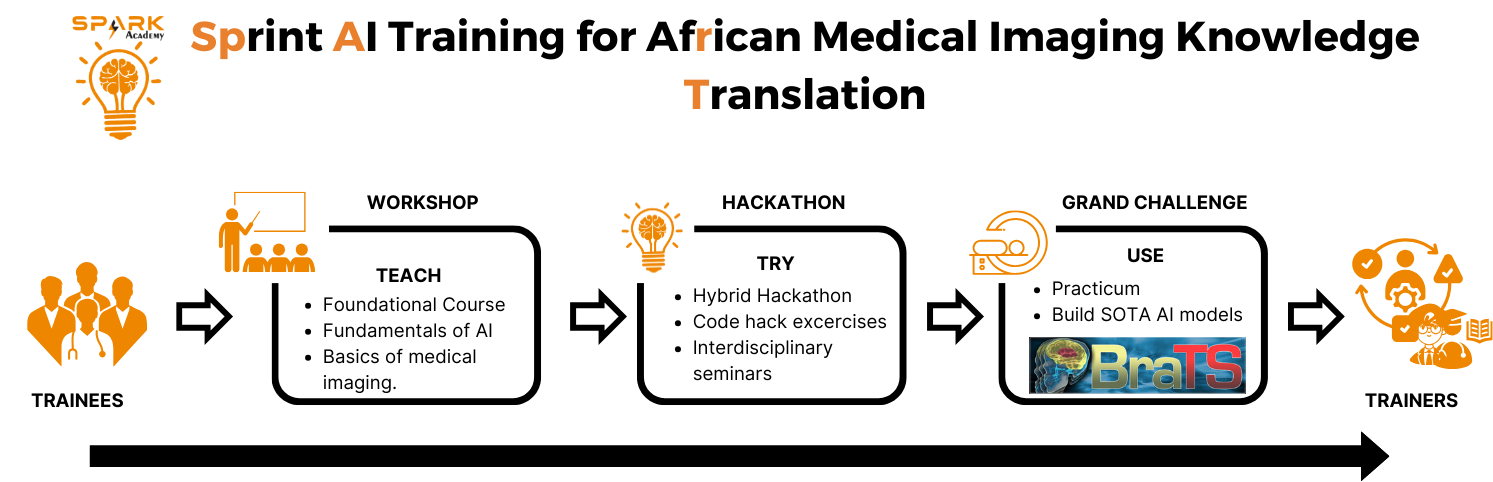 SPARK
Academy
Sprint AI Training for African Medical Imaging Knowledge
Translation
TRAINEES
WORKSHOP
TEACH
• Foundational Course
• Fundamentals of AI
• Basics of medical
imaging.
HACKATHON
TRY
• Hybrid Hackathon
• Code hack excercises
• Interdisciplinary
seminars
GRAND CHALLENGE
USE
• Practicum
• Build SOTA AI models
BraTS
TRAINERS